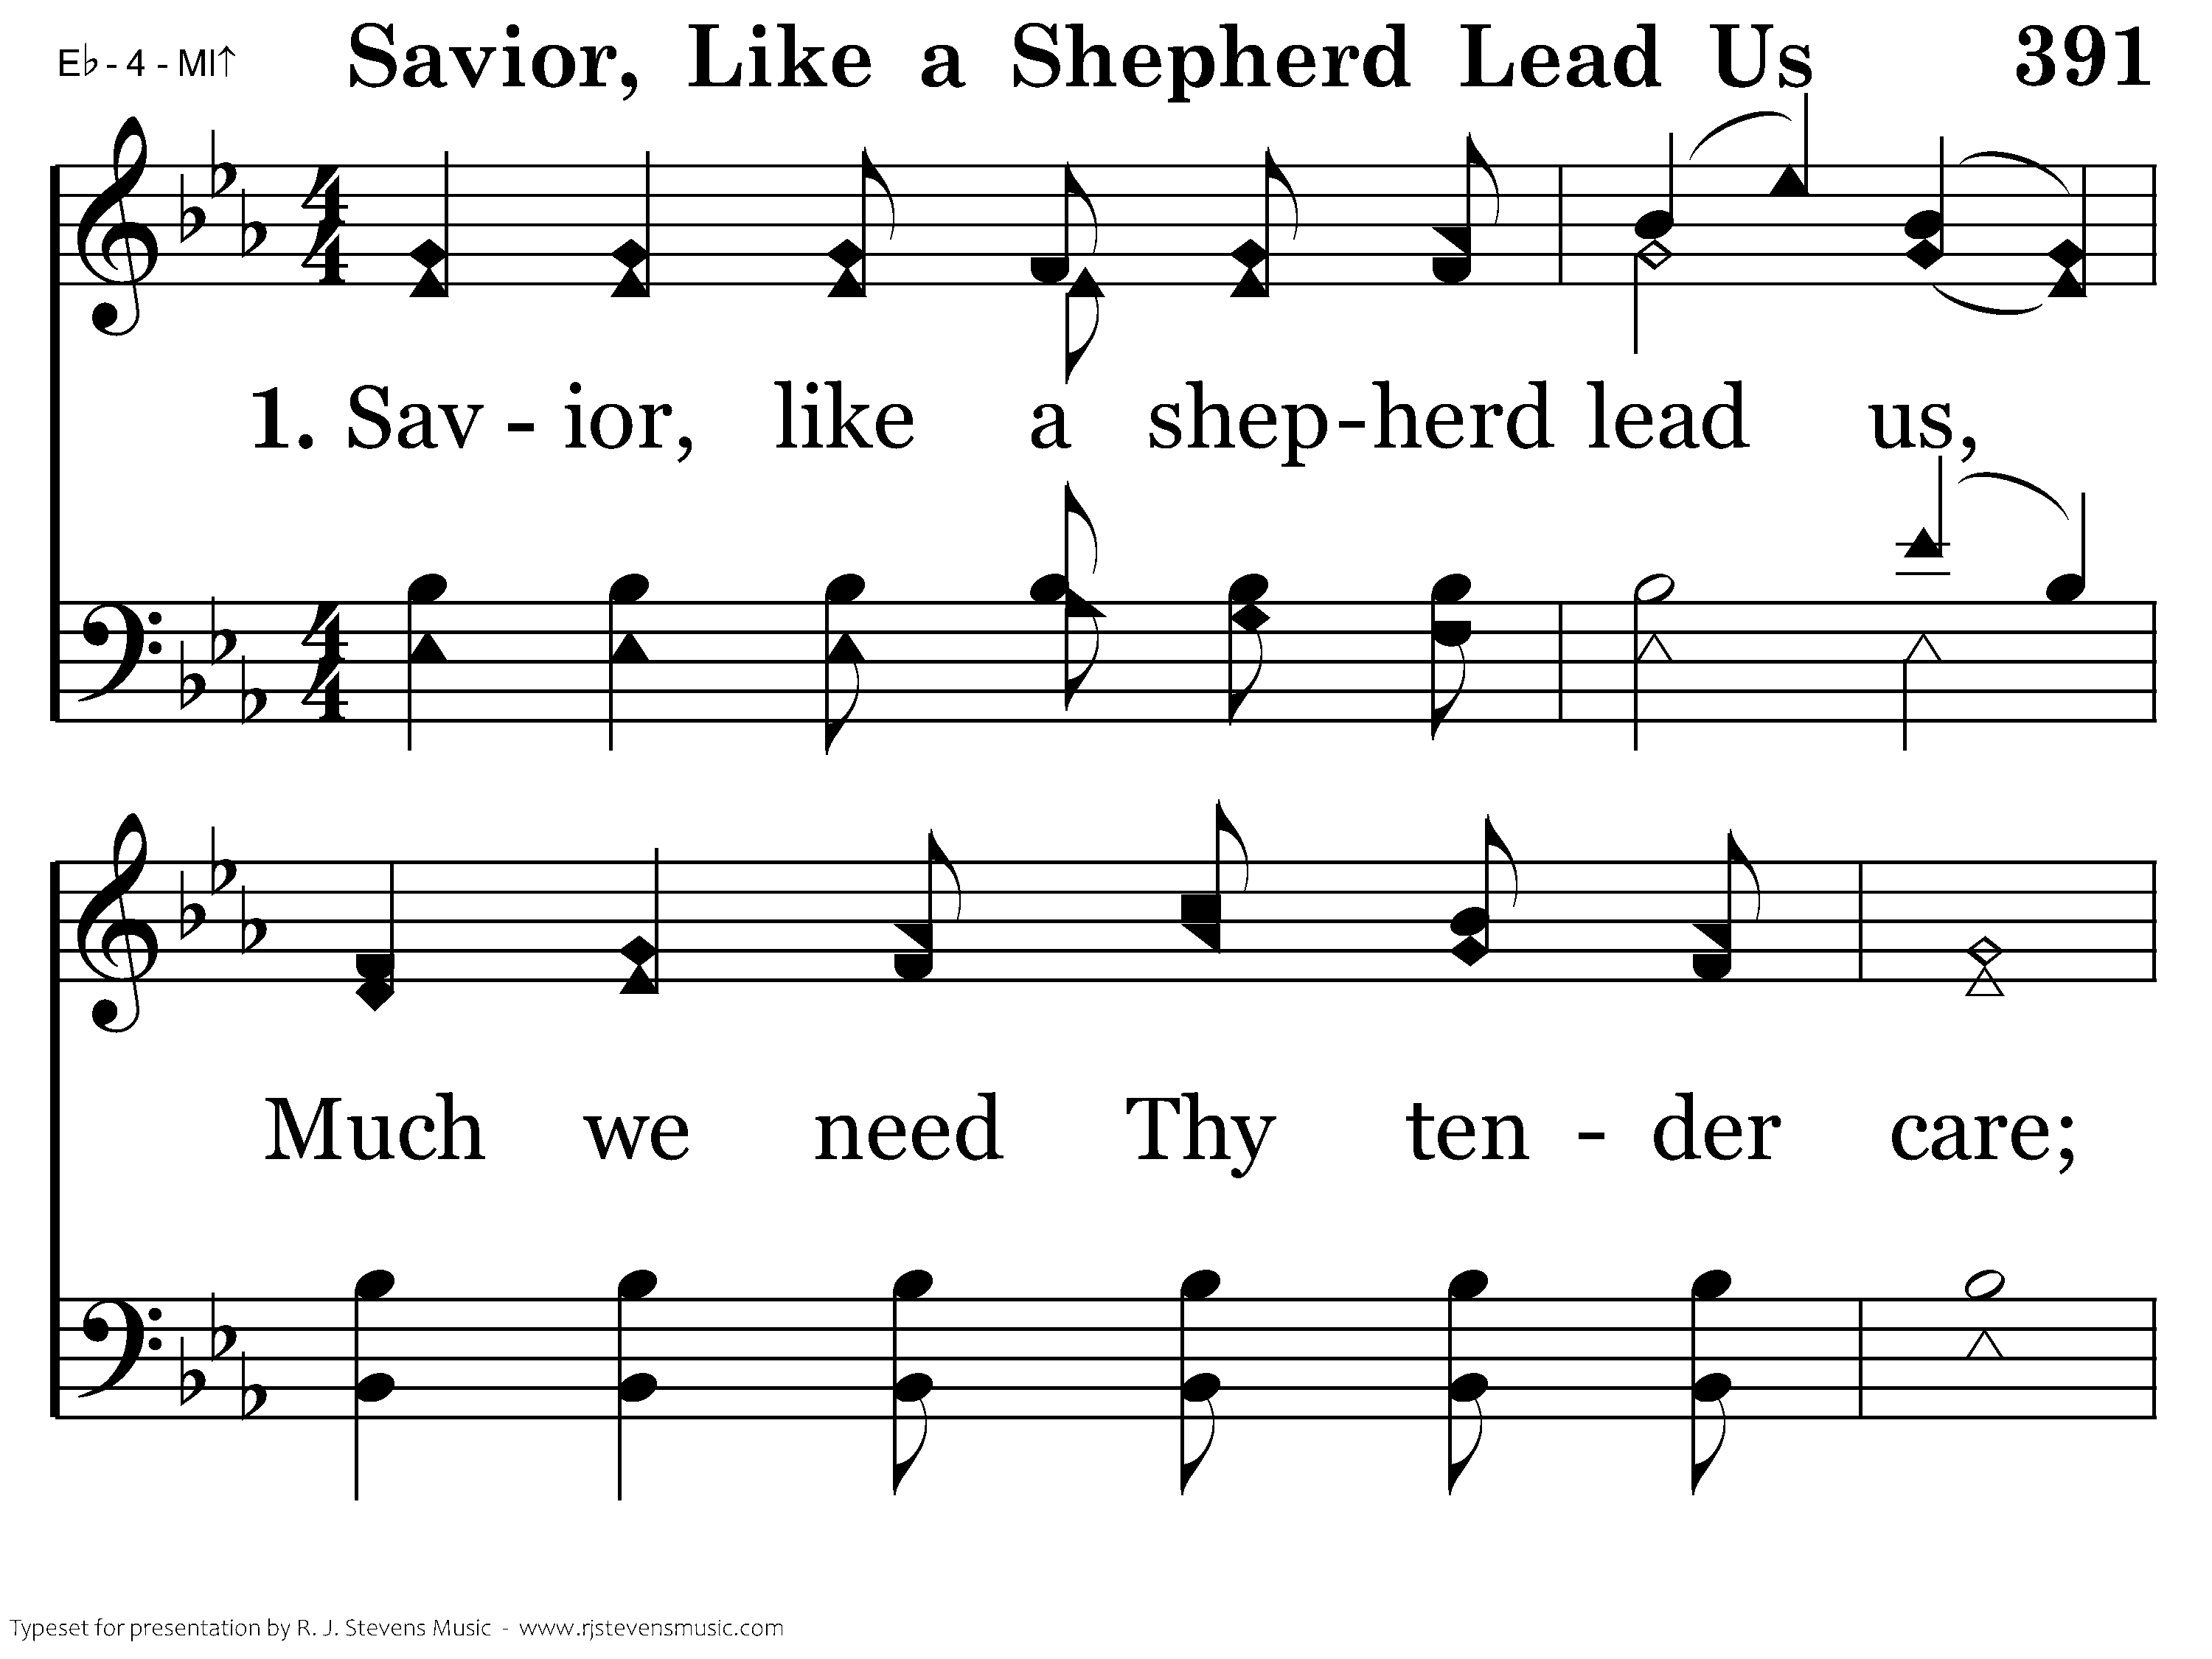 E♭ - 4 - MI↑ Savior, Like a Shepherd Lead Us 391
1. Sav - ior, like a shep-herd lead us,
Much we need Thy ten - der care;
Typeset for presentation by R. J. Stevens Music - www.rjstevensmusic.com